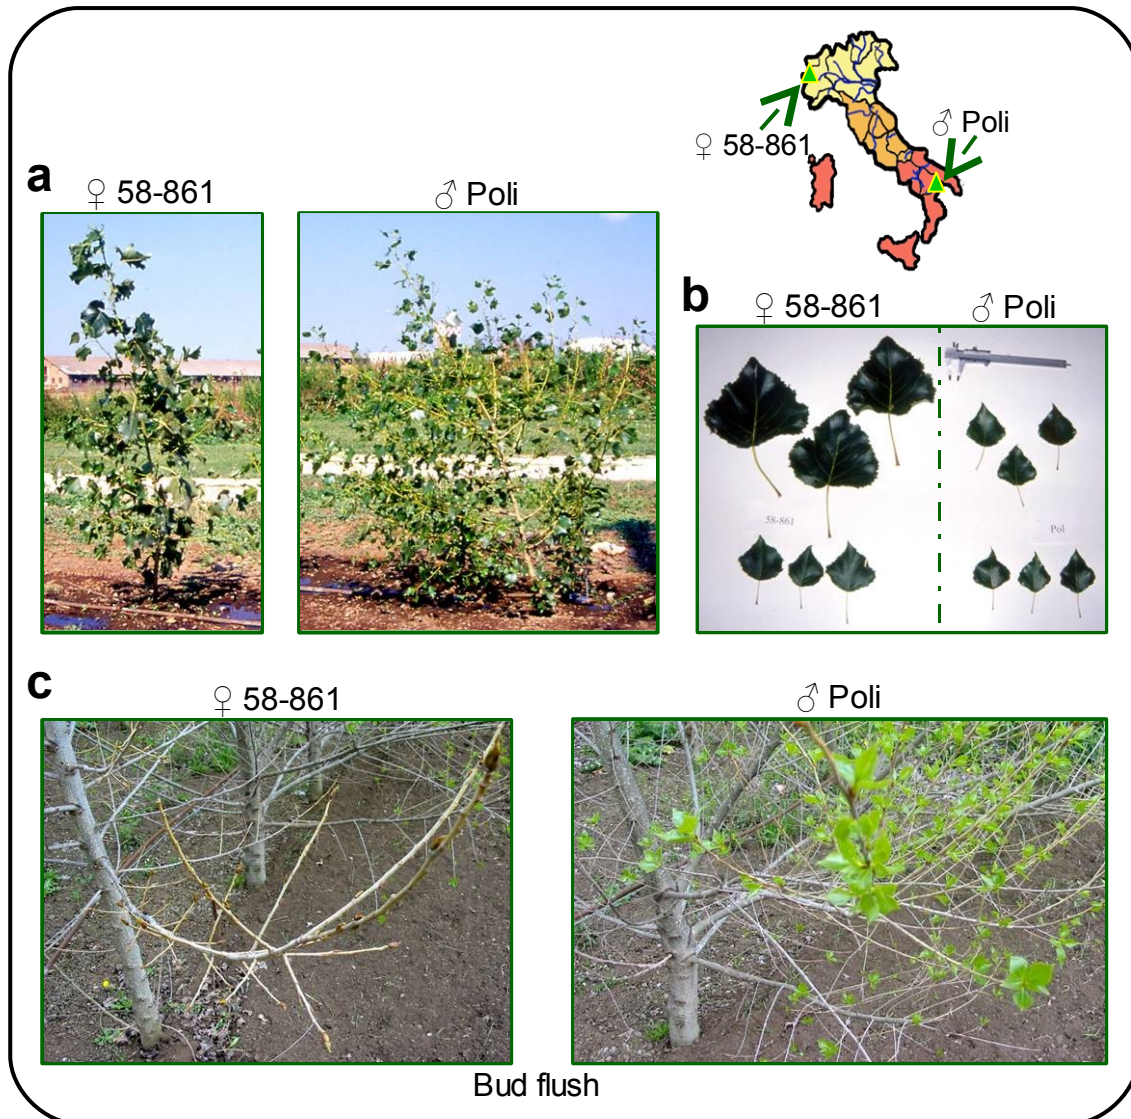 ♀ 58-861
♂ Poli
a
♀ 58-861
♂ Poli
b
♀ 58-861
♂ Poli
58-861
Pol
c
♀ 58-861
♂ Poli
Bud flush